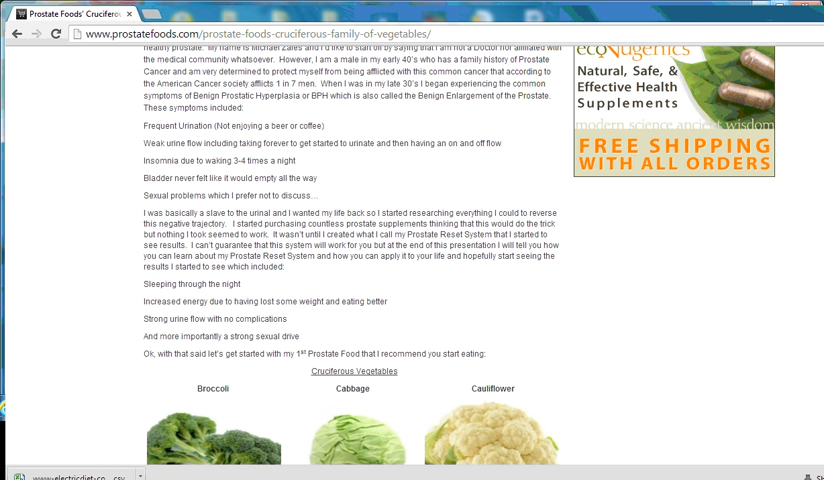 Prostate Foods' Cruciferou
www.prostatefoods.com/prostate-foods-cruciferous-family-of-vegetables/
healthy prostate. My name is Michael Zales and I'd like to start off by saying that I am not a Doctor nor affiliated with
the medical community whatsoever. However, I am a male in my early 40's who has a family history of Prostate
Cancer and am very determined to protect myself from being afflicted with this common cancer that according to
the American Cancer society afflicts 1 in 7 men. When I was in my late 30's I began experiencing the common
symptoms of Benign Prostatic Hyperplasia or BPH which is also called the Benign Enlargement of the Prostate.
These symptoms included:
Frequent Urination (Not enjoying a beer or coffee)
Weak urine flow including taking forever to get started to urinate and then having an on and off flow
Insomnia due to waking 3-4 times a night
Bladder never felt like it would empty all the way
Sexual problems which I prefer not to discuss…
I was basically a slave to the urinal and I wanted my life back so I started researching everything I could to reverse
this negative trajectory. I started purchasing countless prostate supplements thinking that this would do the trick
but nothing I took seemed to work. It wasn't until I created what I call my Prostate Reset System that I started to
see results. I can't guarantee that this system will work for you but at the end of this presentation I will tell you how
you can learn about my Prostate Reset System and how you can apply it to your life and hopefully start seeing the
results I started to see which included:
Sleeping through the night
Increased energy due to having lost some weight and eating better
Strong urine flow with no complications
And more importantly a strong sexual drive
Ok, with that said let's get started with my 1st Prostate Food that I recommend you start eating:
Cruciferous Vegetables
Broccoli Cabbage Cauliflower
ecoNugenics
Natural, Safe, &
Effective Health
Supplements
modern science ancient wisdom
FREE SHIPPING
WITH ALL ORDERS
www-electricdiet-co....csv